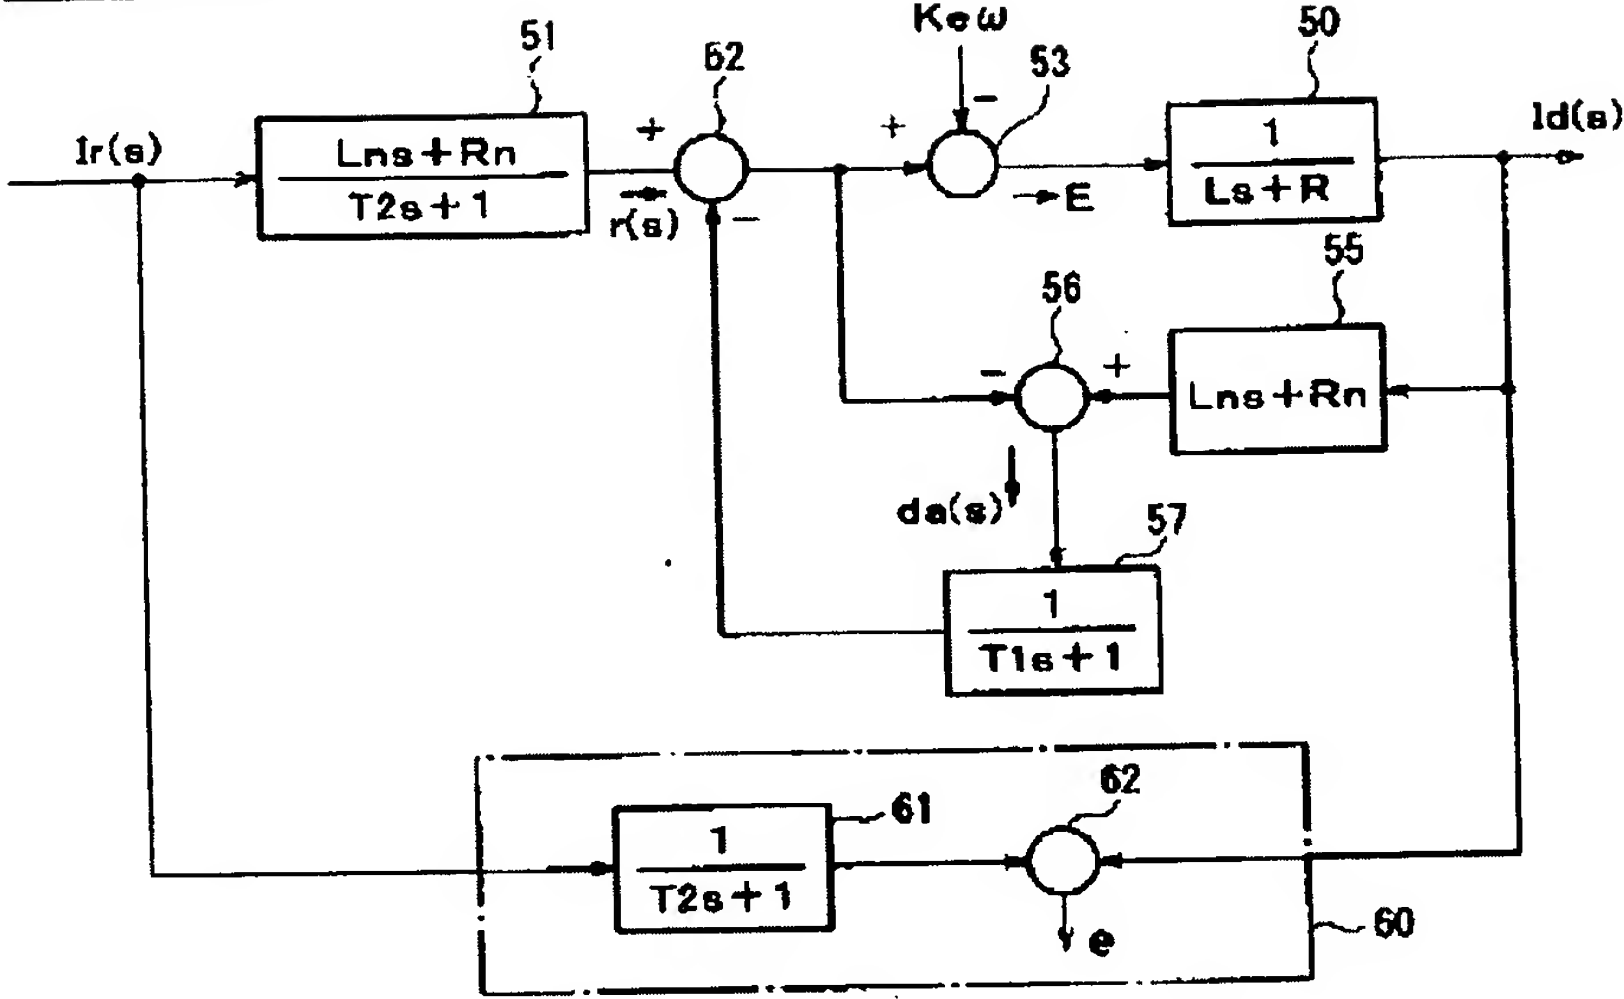 Keω
51
62
53
50
Ir(s)
Lns+Rn
T2s+1
+
r(s)
−
+
−
E
1
Ls+R
Id(s)
56
55
−
+
Lns+Rn
da(s)
57
1
T1s+1
61
62
1
T2s+1
e
60